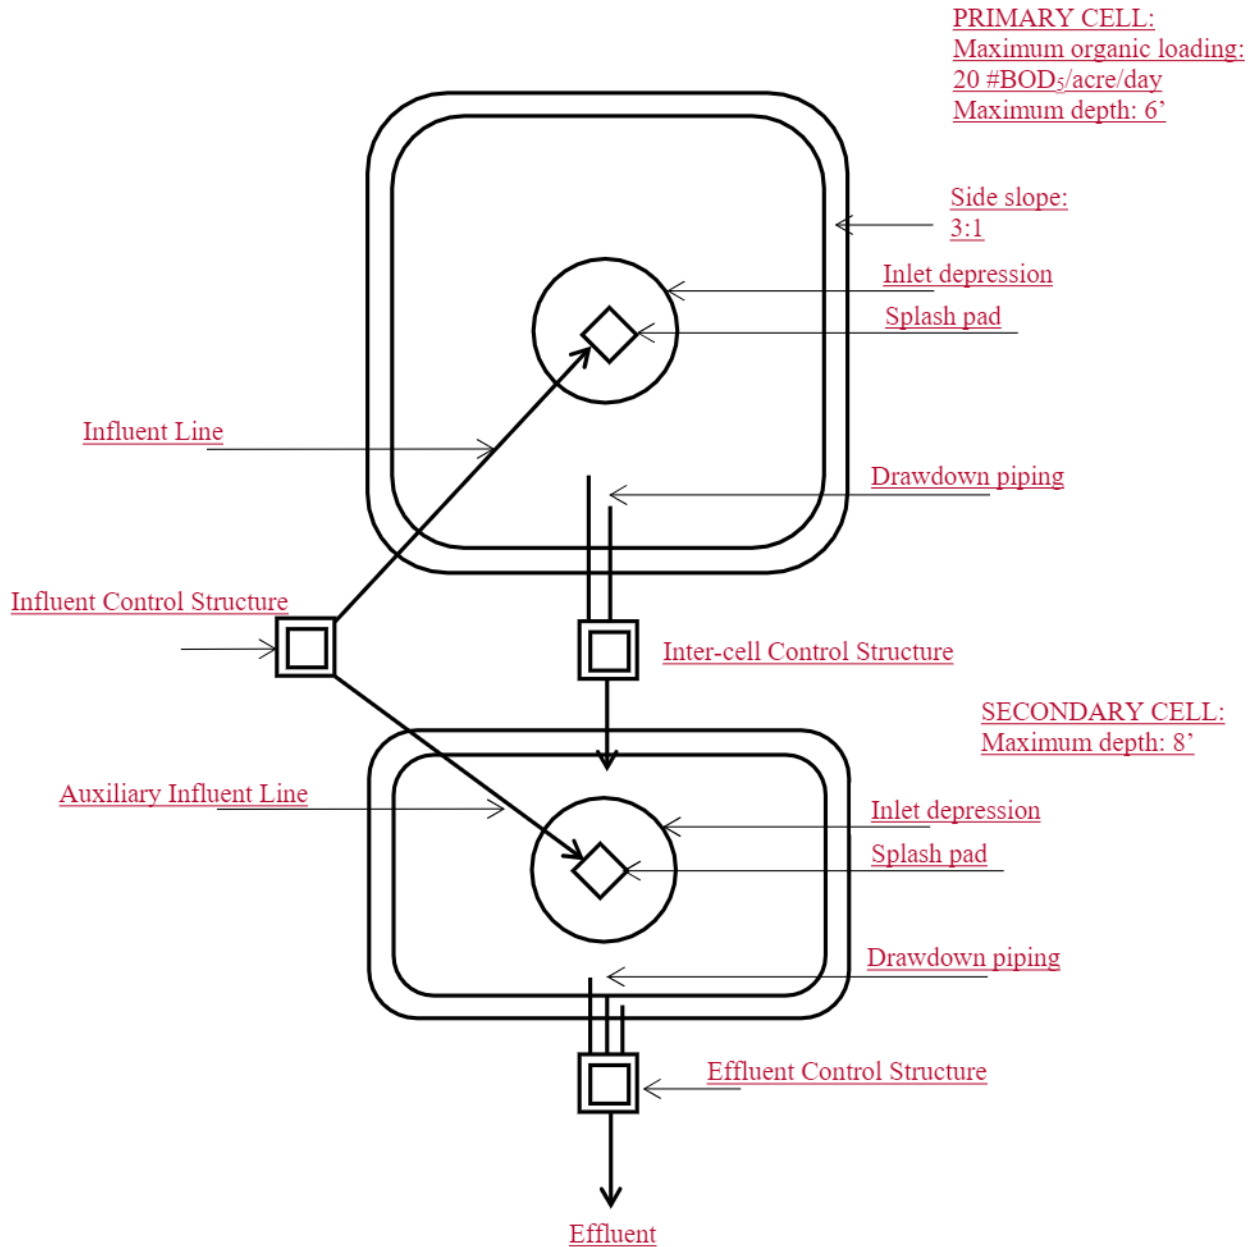 PRIMARY CELL:
Maximum organic loading:
20 #BOD₅/acre/day
Maximum depth: 6’
Side slope:
3:1
Inlet depression
Splash pad
Influent Line
Drawdown piping
Influent Control Structure
Inter-cell Control Structure
SECONDARY CELL:
Maximum depth: 8’
Auxiliary Influent Line
Inlet depression
Splash pad
Drawdown piping
Effluent Control Structure
Effluent